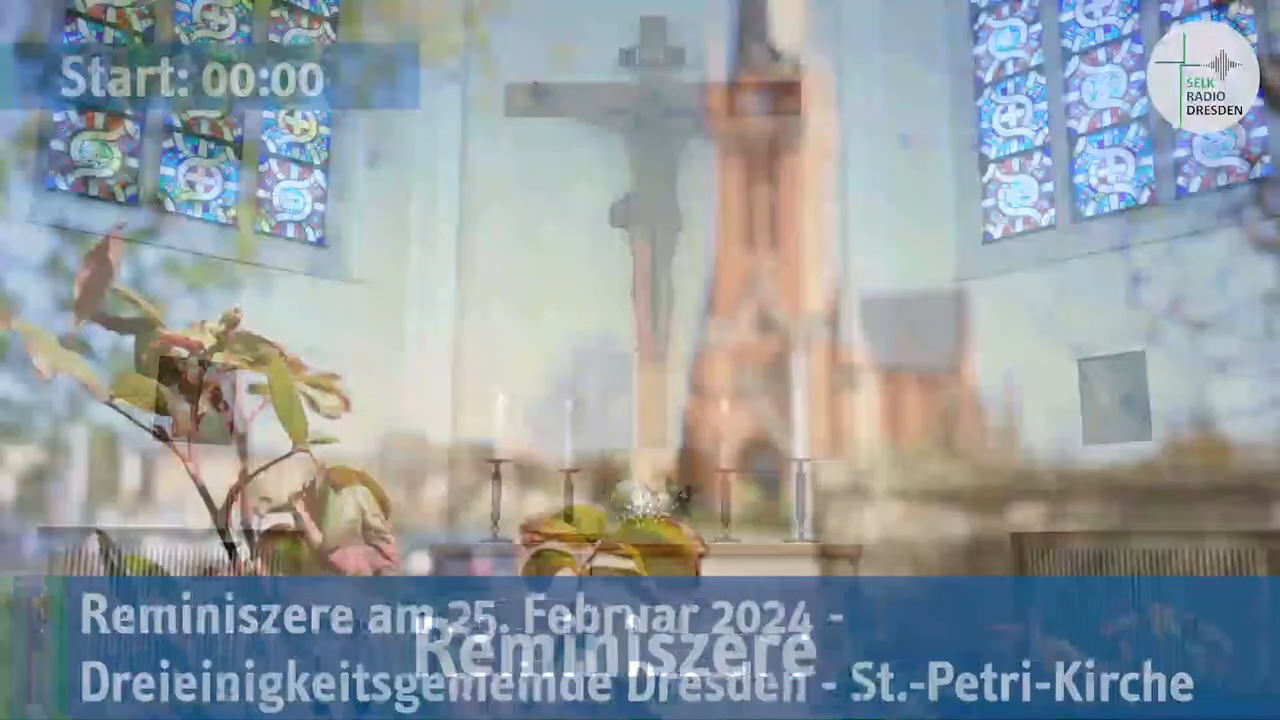 Start: 00:00
SELK
RADIO
DRESDEN
Reminiszere am 25. Februar 2024 -
Reminiszere
Dreieinigkeitsgemeinde Dresden - St.-Petri-Kirche